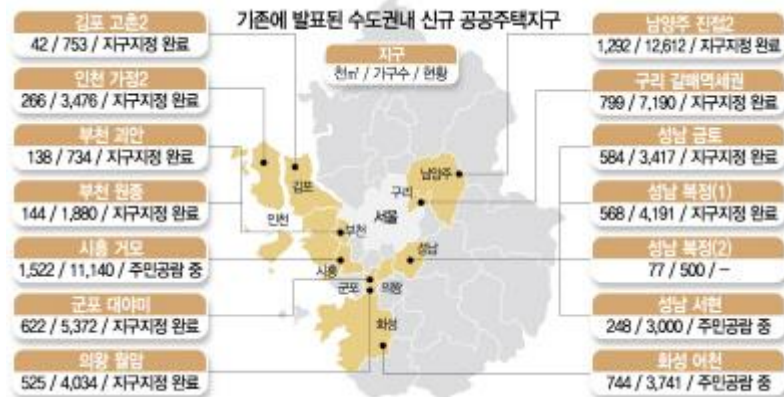 기존에 발표된 수도권내 신규 공공주택지구
지구
천㎡ / 가구수 / 현황
김포 고촌2
42 / 753 / 지구지정 완료
인천 가정2
266 / 3,476 / 지구지정 완료
부천 괴안
138 / 734 / 지구지정 완료
부천 원종
144 / 1,880 / 지구지정 완료
시흥 거모
1,522 / 11,140 / 주민공람 중
군포 대야미
622 / 5,372 / 지구지정 완료
의왕 월암
525 / 4,034 / 지구지정 완료
남양주 진접2
1,292 / 12,612 / 지구지정 완료
구리 갈매역세권
799 / 7,190 / 지구지정 완료
성남 금토
584 / 3,417 / 지구지정 완료
성남 복정(1)
568 / 4,191 / 지구지정 완료
성남 복정(2)
77 / 500 / −
성남 서현
248 / 3,000 / 주민공람 중
화성 어천
744 / 3,741 / 주민공람 중
남양주
김포
구리
인천
서울
부천
성남
시흥
군포
의왕
화성